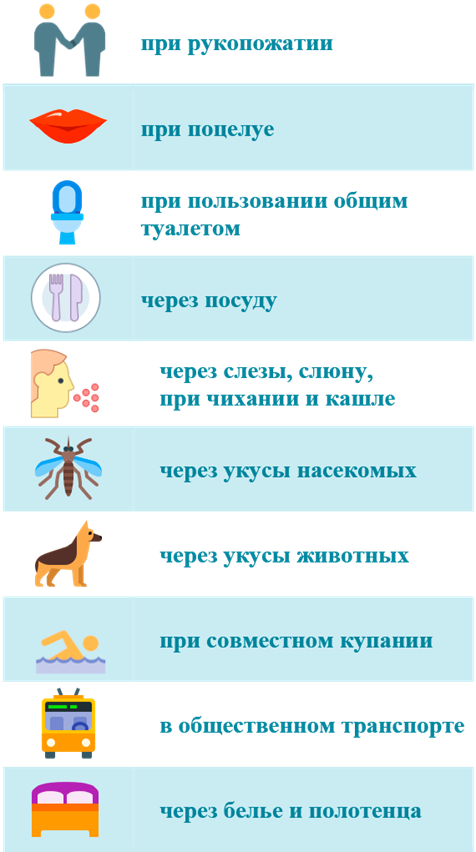 при рукопожатии
при поцелуе
при пользовании общим
туалетом
через посуду
через слезы, слюну,
при чихании и кашле
через укусы насекомых
через укусы животных
при совместном купании
в общественном транспорте
через белье и полотенца